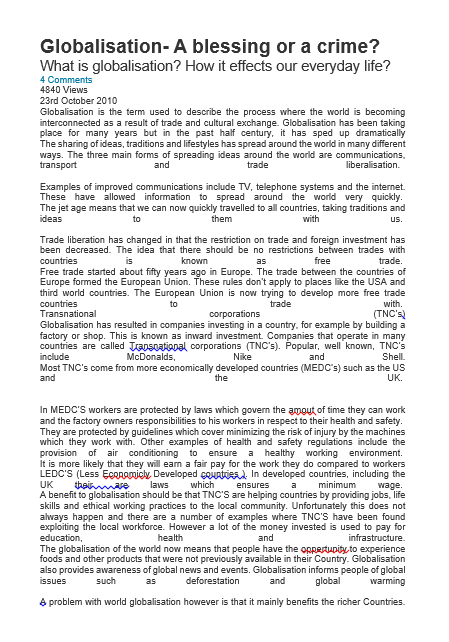 Globalisation- A blessing or a crime?
What is globalisation? How it effects our everyday life?
4 Comments
4840 Views
23rd October 2010
Globalisation is the term used to describe the process where the world is becoming
interconnected as a result of trade and cultural exchange. Globalisation has been taking
place for many years but in the past half century, it has sped up dramatically
The sharing of ideas, traditions and lifestyles has spread around the world in many different
ways. The three main forms of spreading ideas around the world are communications,
transport and trade liberalisation.
Examples of improved communications include TV, telephone systems and the internet.
These have allowed information to spread around the world very quickly.
The jet age means that we can now quickly travelled to all countries, taking traditions and
ideas to them with us.
Trade liberation has changed in that the restriction on trade and foreign investment has
been decreased. The idea that there should be no restrictions between trades with
countries is known as free trade.
Free trade started about fifty years ago in Europe. The trade between the countries of
Europe formed the European Union. These rules don't apply to places like the USA and
third world countries. The European Union is now trying to develop more free trade
countries to trade with.
Transnational corporations (TNC's)
Globalisation has resulted in companies investing in a country, for example by building a
factory or shop. This is known as inward investment. Companies that operate in many
countries are called Transnational corporations (TNC's). Popular, well known, TNC's
include McDonalds, Nike and Shell.
Most TNC's come from more economically developed countries (MEDC's) such as the US
and the UK.
In MEDC'S workers are protected by laws which govern the amout of time they can work
and the factory owners responsibilities to his workers in respect to their health and safety.
They are protected by guidelines which cover minimizing the risk of injury by the machines
which they work with. Other examples of health and safety regulations include the
provision of air conditioning to ensure a healthy working environment.
It is more likely that they will earn a fair pay for the work they do compared to workers
LEDC'S (Less Economicly Developed countries ). In developed countries, including the
UK their are laws which ensures a minimum wage.
A benefit to globalisation should be that TNC'S are helping countries by providing jobs, life
skills and ethical working practices to the local community. Unfortunately this does not
always happen and there are a number of examples where TNC'S have been found
exploiting the local workforce. However a lot of the money invested is used to pay for
education, health and infrastructure.
The globalisation of the world now means that people have the oppertunity to experience
foods and other products that were not previously available in their Country. Globalisation
also provides awareness of global news and events. Globalisation informs people of global
issues such as deforestation and global warming
A problem with world globalisation however is that it mainly benefits the richer Countries.